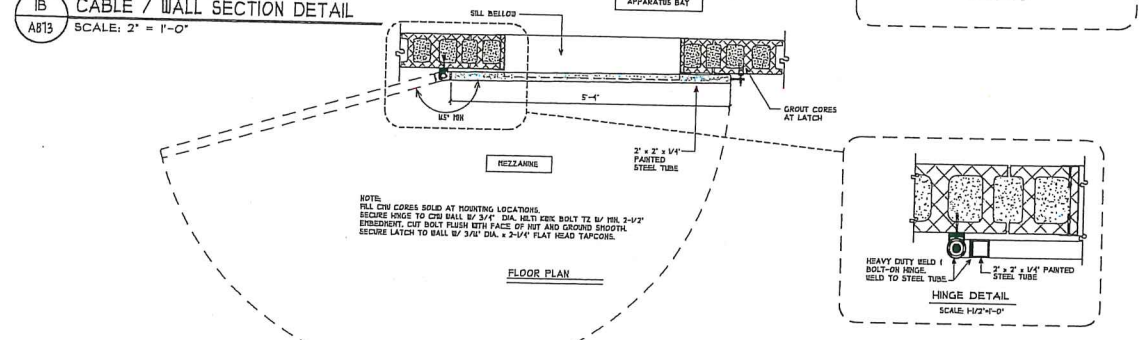 1B
A813
CABLE / WALL SECTION DETAIL
SCALE: 2" = 1'-0"
SILL BELLOW
APPARATUS BAY
5'-4"
GROUT CORES
AT LATCH
MIN
2" x 2" x 1/4"
PAINTED
STEEL TUBE
MEZZANINE
NOTE:
FILL CMU CORES SOLID AT MOUNTING LOCATIONS.
SECURE HINGE TO CMU WALL W/ 3/4" DIA. HILTI KWIK BOLT TZ W/ MIN. 2-1/2"
EMBEDMENT, CUT BOLT FLUSH WITH FACE OF NUT AND GROUND SMOOTH.
SECURE LATCH TO WALL W/ DIA. x 2-1/4" FLAT HEAD TAPCONS.
FLOOR PLAN
HEAVY DUTY WELD
BOLT-ON HINGE.
WELD TO STEEL TUBE
2" x 2" x 1/4" PAINTED
STEEL TUBE
HINGE DETAIL
SCALE: 1-1/2"=1'-0"